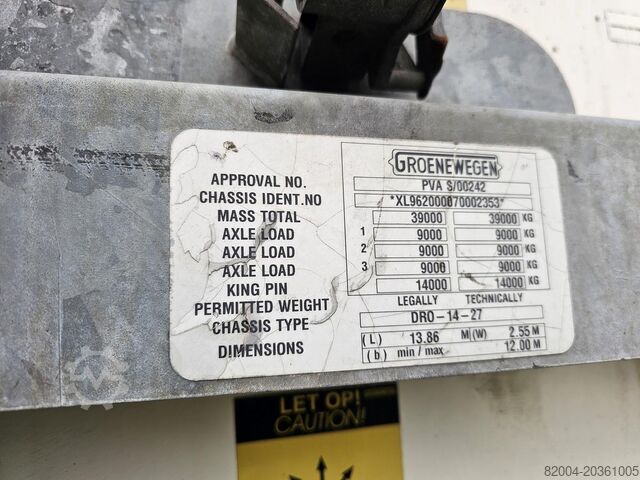 GROENEWEGEN
APPROVAL NO. PVA S/00242
CHASSIS IDENT.NO *XL962000070002353*
MASS TOTAL 39000 39000 KG
AXLE LOAD 1 9000 9000 KG
AXLE LOAD 2 9000 9000 KG
AXLE LOAD 3 9000 9000 KG
KING PIN 14000 14000 KG
PERMITTED WEIGHT LEGALLY TECHNICALLY
CHASSIS TYPE DRO-14-27
DIMENSIONS (L) 13.86 M (W) 2.55 M
(b) min / max 12.00 M
LET OP!
CAUTION!
82004-20361005